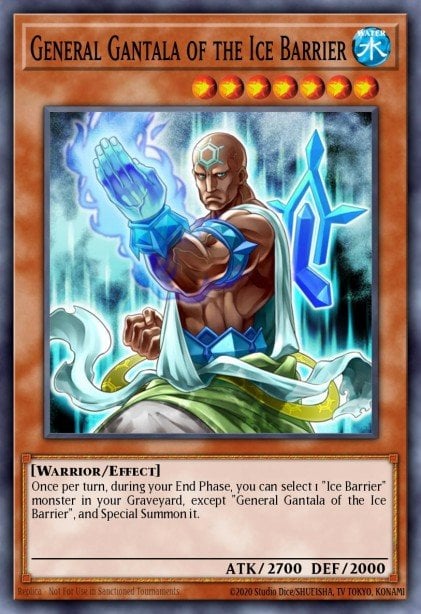 General Gantala of the Ice Barrier
WATER
水
[Warrior/Effect]
Once per turn, during your End Phase, you can select 1 "Ice Barrier"
monster in your Graveyard, except "General Gantala of the Ice
Barrier", and Special Summon it.
ATK/2700 DEF/2000
Replica - Not For Use in Sanctioned Tournaments
©2020 Studio Dice/SHUEISHA, TV TOKYO, KONAMI